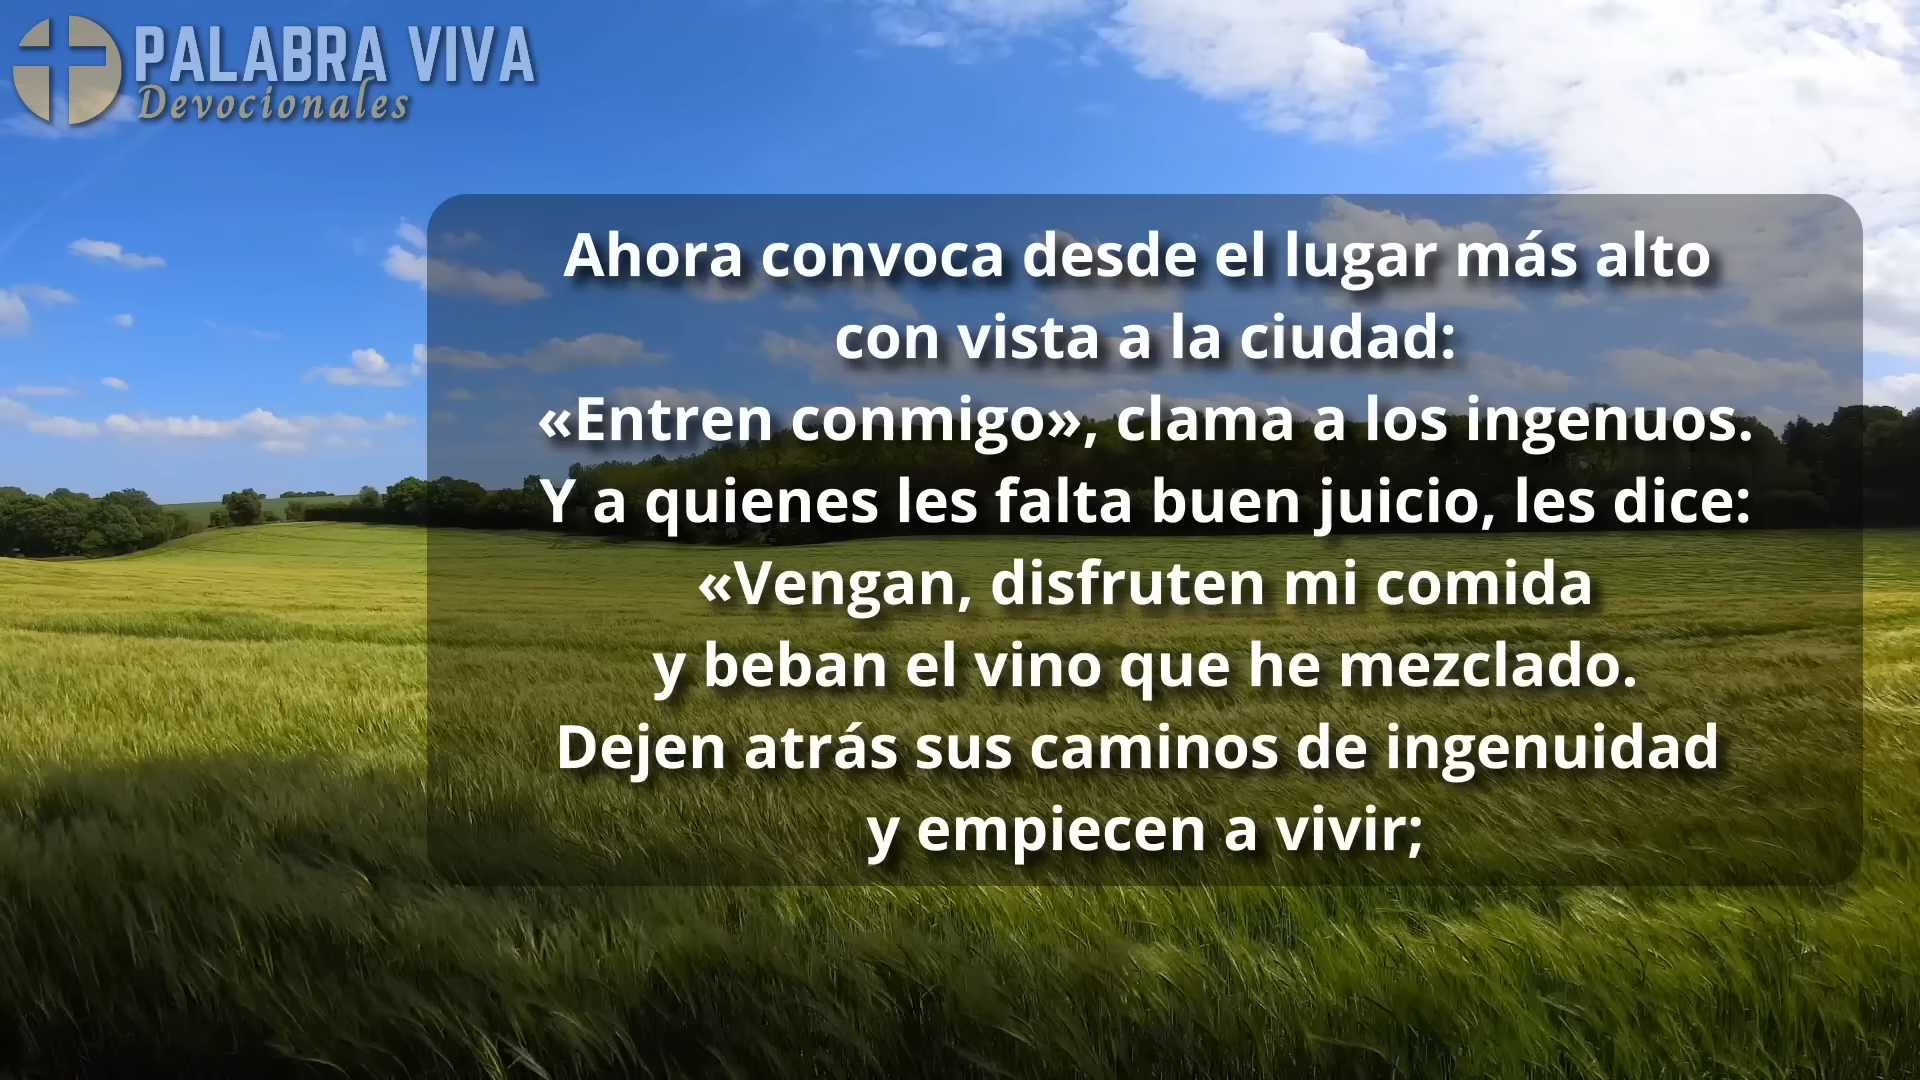 PALABRA VIVA
Devocionales
Ahora convoca desde el lugar más alto
con vista a la ciudad:
«Entren conmigo», clama a los ingenuos.
Y a quienes les falta buen juicio, les dice:
«Vengan, disfruten mi comida
y beban el vino que he mezclado.
Dejen atrás sus caminos de ingenuidad
y empiecen a vivir;